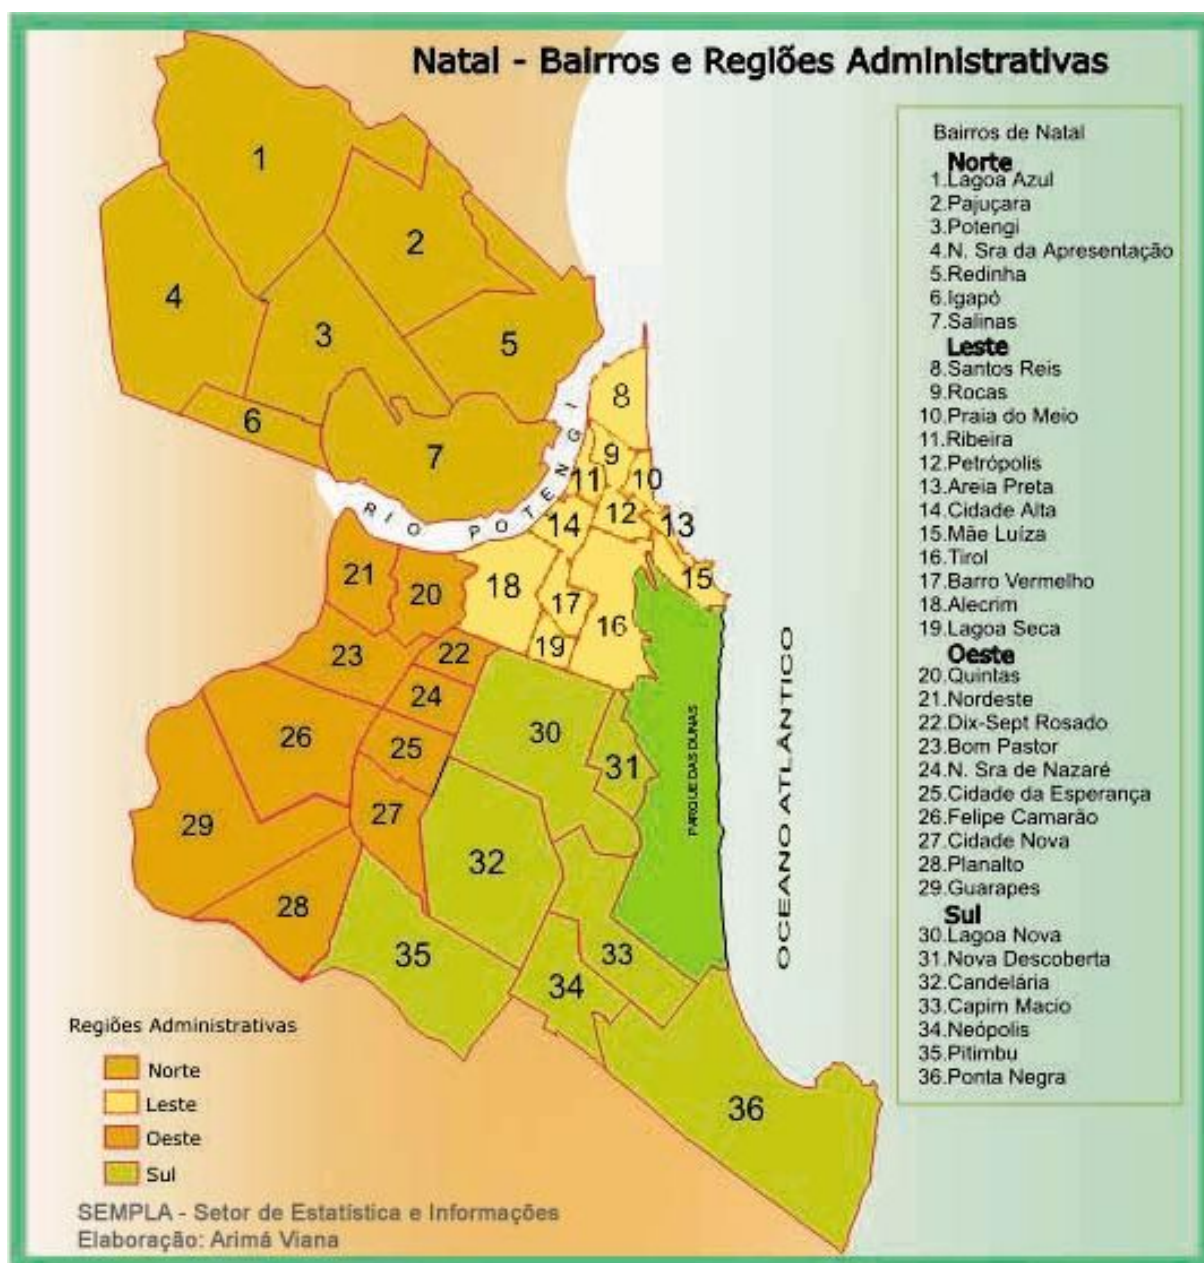 Natal - Bairros e Regiões Administrativas
Bairros de Natal
Norte
1.Lagoa Azul
2.Pajuçara
3.Potengi
4.N. Sra da Apresentação
5.Redinha
6.Igapó
7.Salinas
Leste
8.Santos Reis
9.Rocas
10.Praia do Meio
11.Ribeira
12.Petrópolis
13.Areia Preta
14.Cidade Alta
15.Mãe Luíza
16.Tirol
17.Barro Vermelho
18.Alecrim
19.Lagoa Seca
Oeste
20.Quintas
21.Nordeste
22.Dix-Sept Rosado
23.Bom Pastor
24.N. Sra de Nazaré
25.Cidade da Esperança
26.Felipe Camarão
27.Cidade Nova
28.Planalto
29.Guarapes
Sul
30.Lagoa Nova
31.Nova Descoberta
32.Candelária
33.Capim Macio
34.Neópolis
35.Pitimbu
36.Ponta Negra
1
2
4
3
5
6
7
8
9
10
11
12
13
14
15
16
17
18
19
20
21
22
23
24
25
26
27
28
29
30
31
32
33
34
35
36
RIO POTENGI
PARQUE DAS DUNAS
OCEANO ATLÂNTICO
Regiões Administrativas
Norte
Leste
Oeste
Sul
SEMPLA - Setor de Estatística e Informações
Elaboração: Arimá Viana